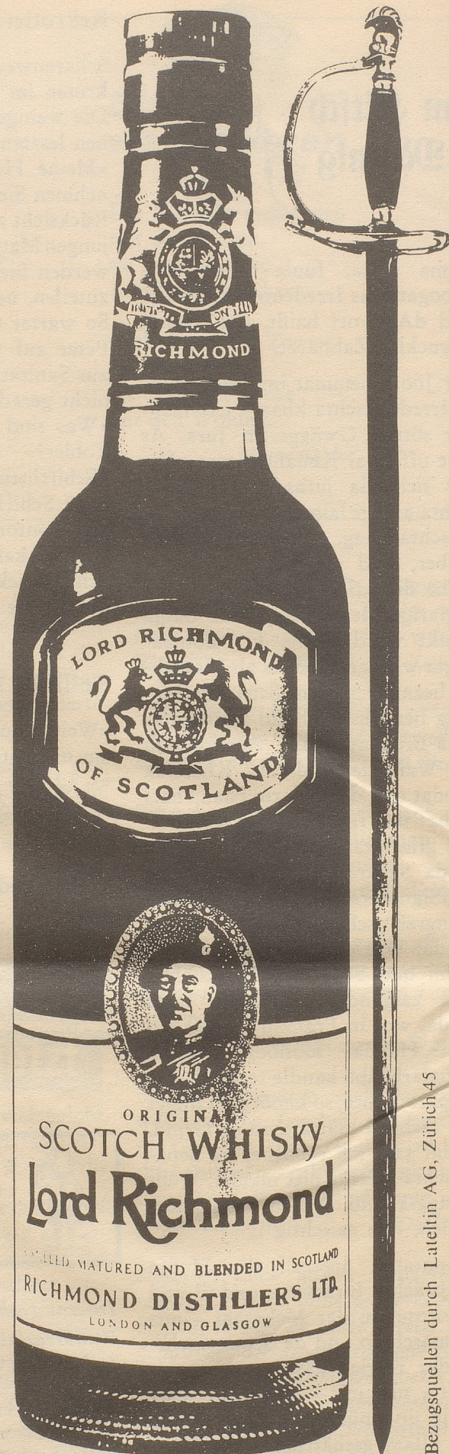 RICHMOND
LORD RICHMOND
OF SCOTLAND
ORIGINAL
SCOTCH WHISKY
Lord Richmond
MATURED AND BLENDED IN SCOTLAND
RICHMOND DISTILLERS LTD.
LONDON AND GLASGOW
Bezugsquellen durch Lateltin AG, Zürich 45